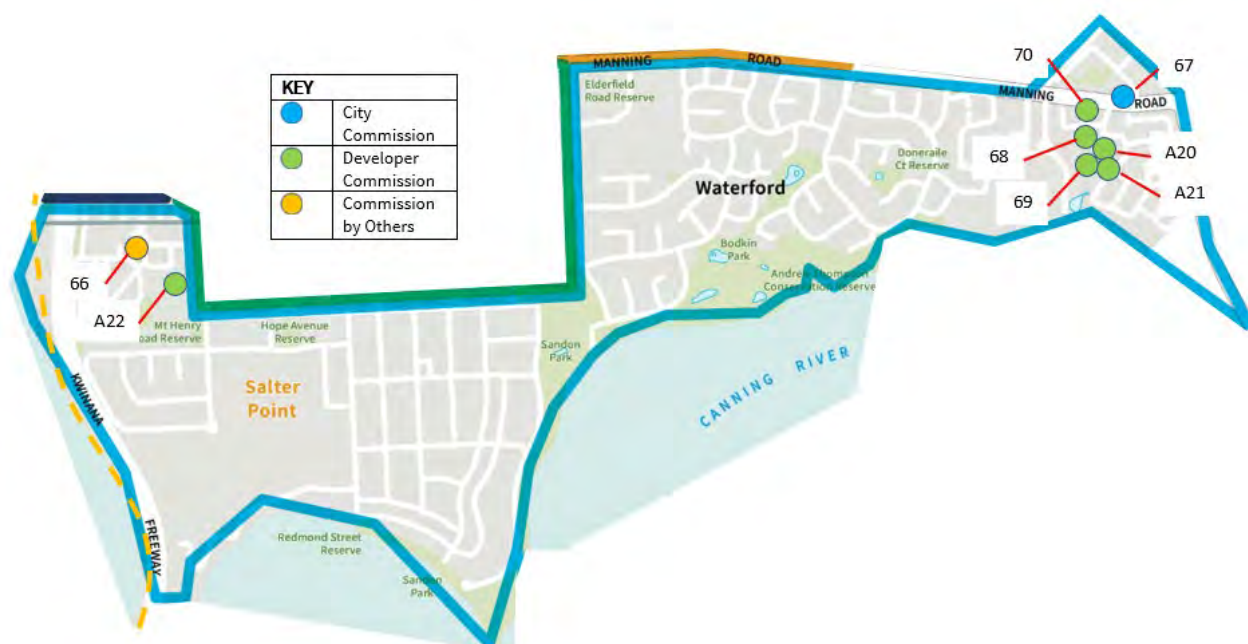 70
67
MANNING ROAD
Elderfield
Road Reserve
MANNING ROAD
KEY
City
Commission
Developer
Commission
Commission
by Others
68
A20
Doneraile
Ct Reserve
Waterford
69
A21
Bodkin
Park
66
Andrew Thompson
Conservation Reserve
A22
Mt Henry
oad Reserve
Hope Avenue
Reserve
Sandon
Park
CANNING RIVER
Salter
Point
KWINANA
FREEWAY
Redmond Street
Reserve
Sandon
Park